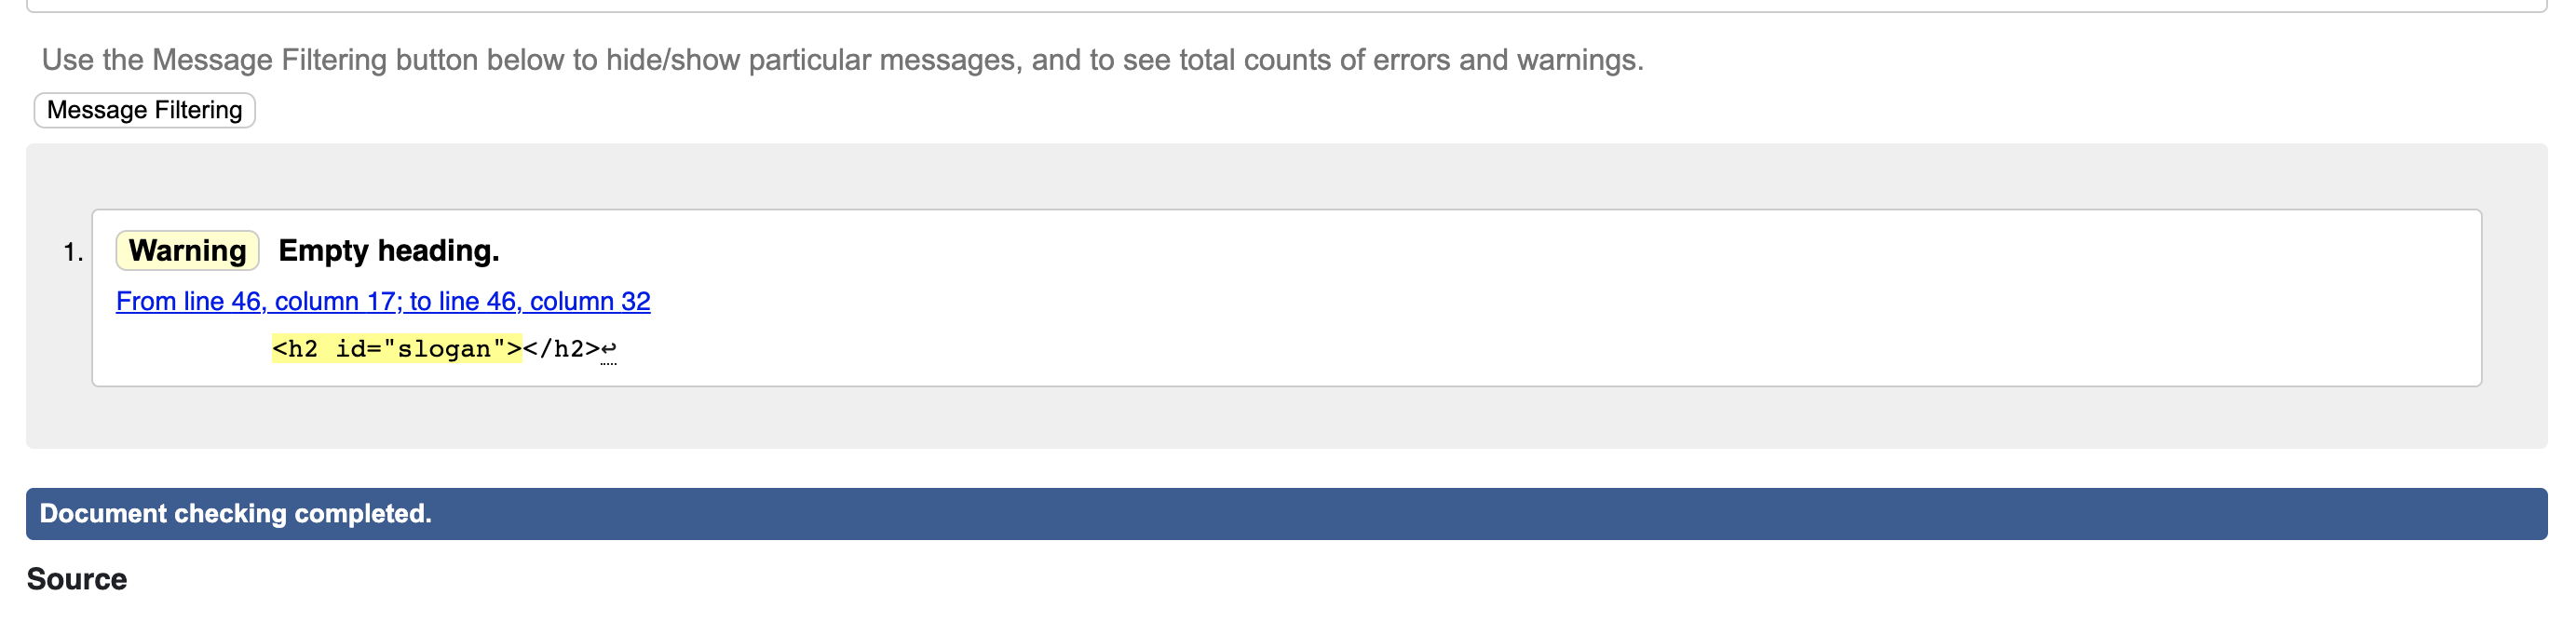 Use the Message Filtering button below to hide/show particular messages, and to see total counts of errors and warnings.
Message Filtering
1. Warning Empty heading.
From line 46, column 17; to line 46, column 32
<h2 id="slogan"></h2>↩
Document checking completed.
Source